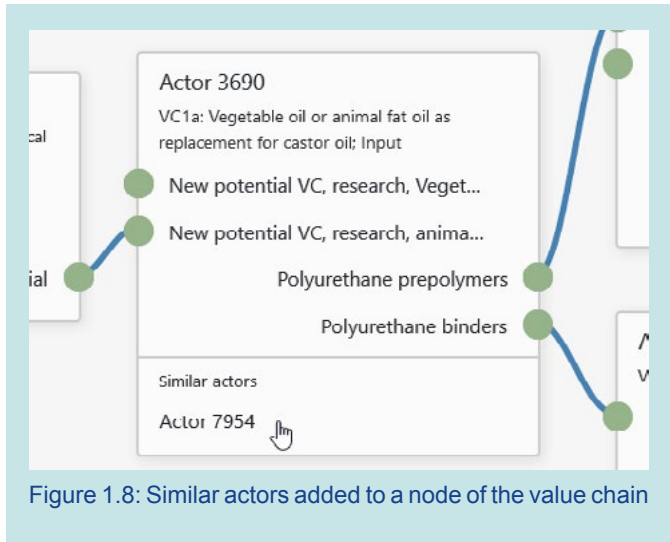 Actor 3690
VC1a: Vegetable oil or animal fat oil as
replacement for castor oil; Input
cal
New potential VC, research, Veget...
New potential VC, research, anima...
ial
Polyurethane prepolymers
Polyurethane binders
Similar actors
Actor 7954
Figure 1.8: Similar actors added to a node of the value chain